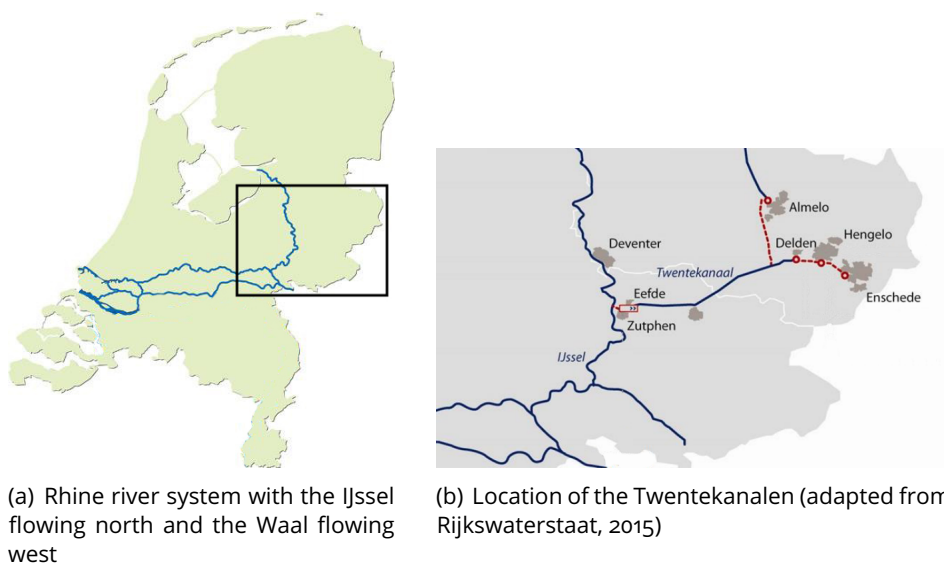 Almelo
Deventer
Delden
Hengelo
Twentekanaal
Eefde
Enschede
Zutphen
IJssel
(a) Rhine river system with the IJssel
flowing north and the Waal flowing
west
(b) Location of the Twentekanalen (adapted from
Rijkswaterstaat, 2015)